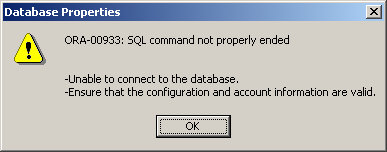 Database Properties
ORA-00933: SQL command not properly ended
-Unable to connect to the database.
-Ensure that the configuration and account information are valid.
OK